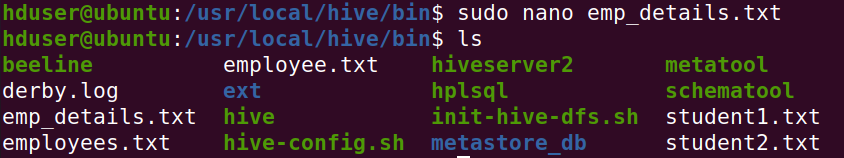 hduser@ubuntu:/usr/local/hive/bin$ sudo nano emp_details.txt
hduser@ubuntu:/usr/local/hive/bin$ ls
beeline employee.txt hiveserver2 metatool
derby.log ext hplsql schematool
emp_details.txt hive init-hive-dfs.sh student1.txt
employees.txt hive-config.sh metastore_db student2.txt